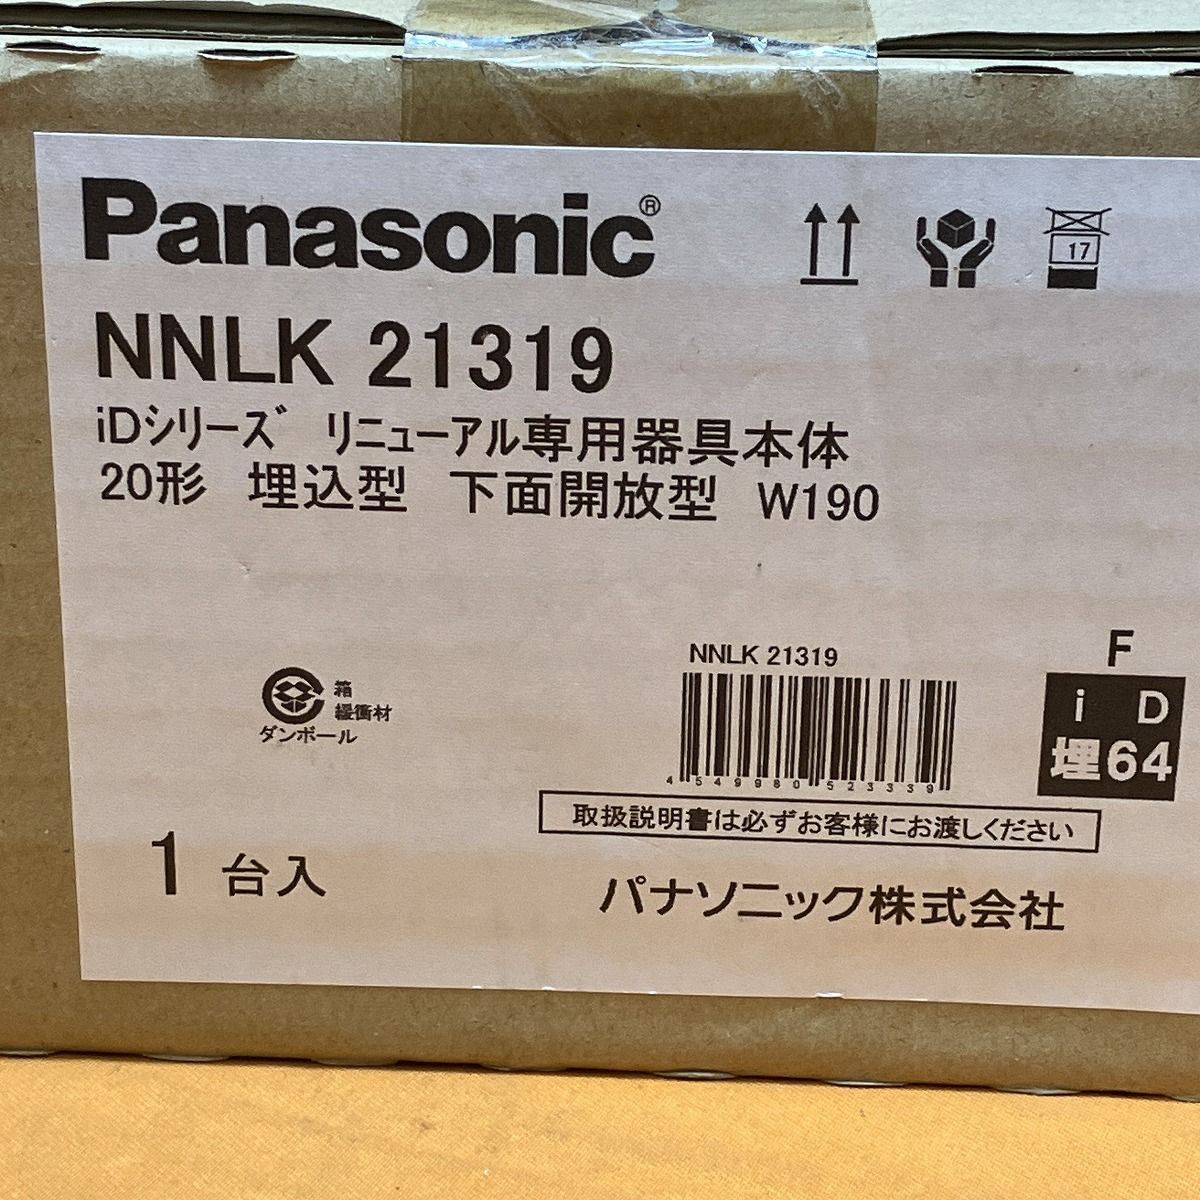 Panasonic®
17
NNLK 21319
iDシリーズ リニューアル専用器具本体
20形 埋込型 下面開放型 W190
NNLK 21319
F
i D
埋64
箱
緩衝材
ダンボール
4549980523339
取扱説明書は必ずお客様にお渡しください
1 台入
パナソニック株式会社